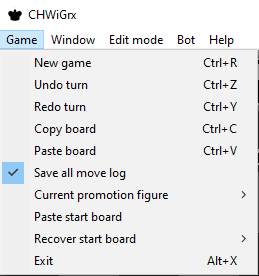 CHWiGrx
Game Window Edit mode Bot Help
New game Ctrl+R
Undo turn Ctrl+Z
Redo turn Ctrl+Y
Copy board Ctrl+C
Paste board Ctrl+V
Save all move log
Current promotion figure
Paste start board
Recover start board
Exit Alt+X